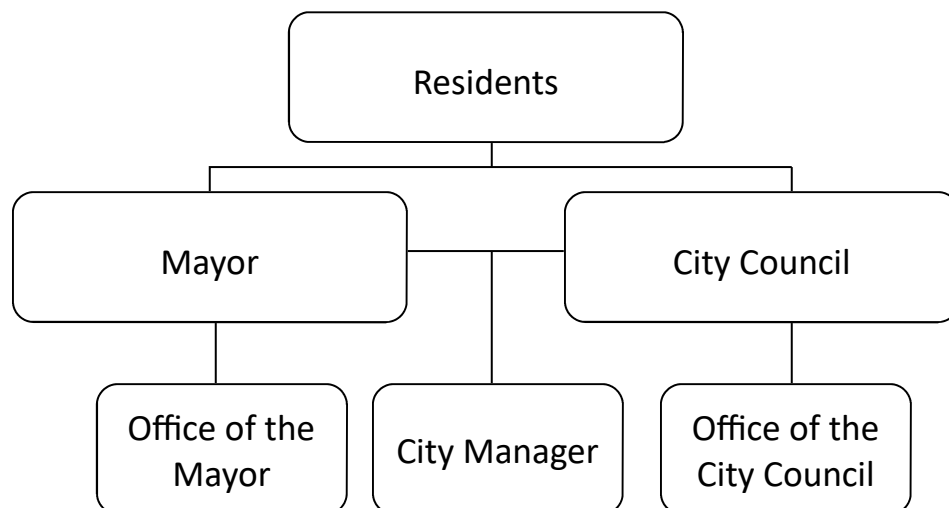 Residents
Mayor
City Council
Office of the
Mayor
City Manager
Office of the
City Council